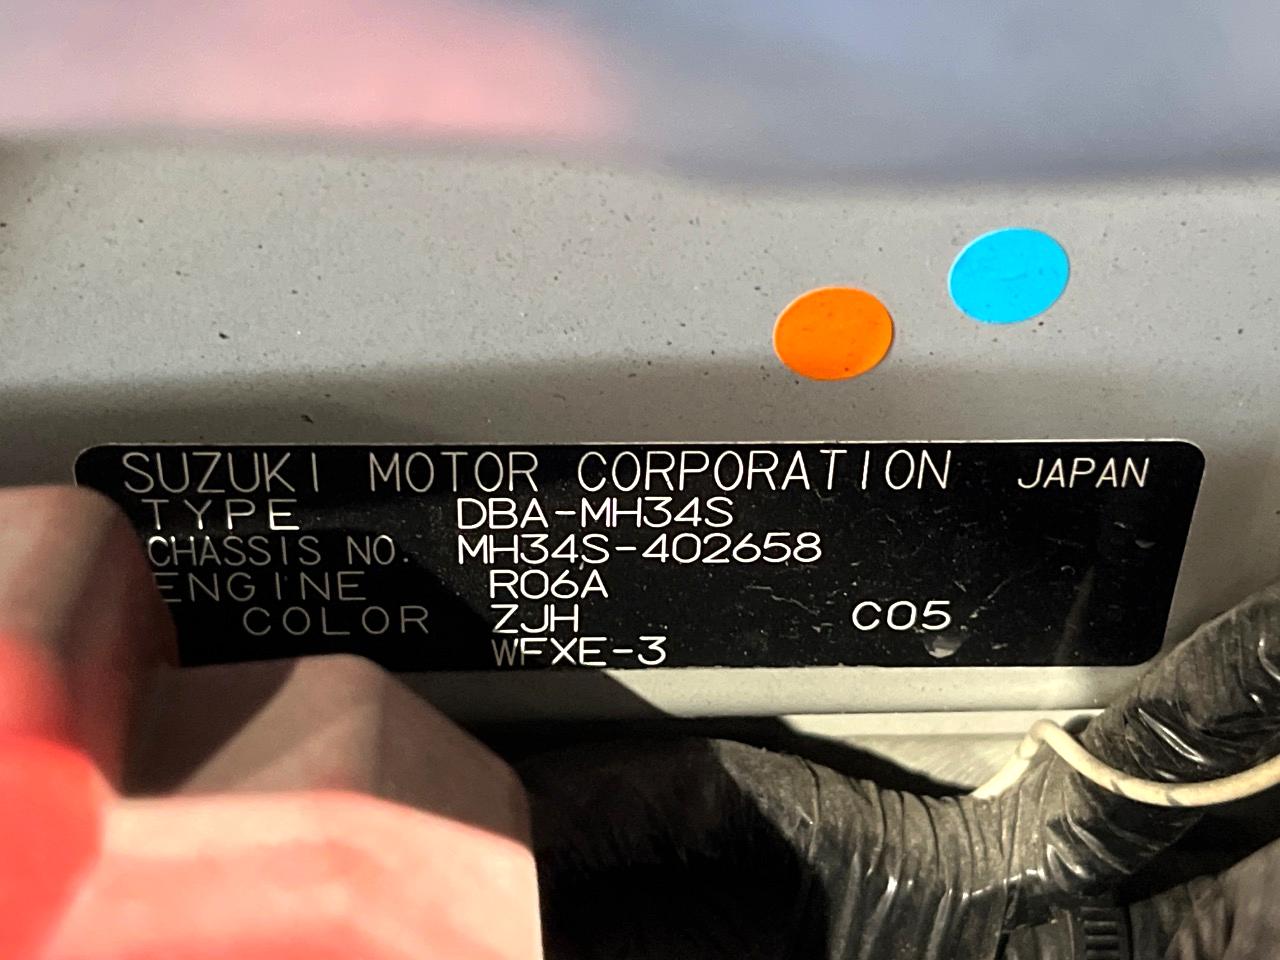 SUZUKI MOTOR CORPORATION JAPAN
TYPE DBA-MH34S
CHASSIS NO. MH34S-402658
ENGINE R06A
COLOR ZJH C05
WFXE-3